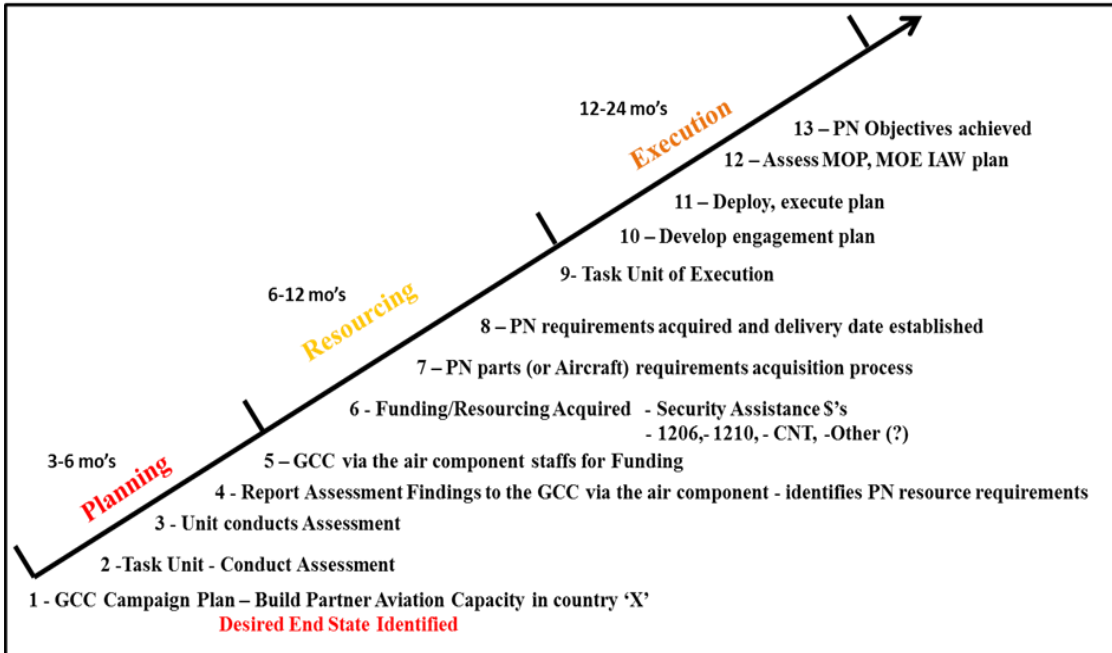 12-24 mo's
Execution
13 – PN Objectives achieved
12 – Assess MOP, MOE IAW plan
11 – Deploy, execute plan
10 – Develop engagement plan
9- Task Unit of Execution
6-12 mo's
Resourcing
8 – PN requirements acquired and delivery date established
7 – PN parts (or Aircraft) requirements acquisition process
6 - Funding/Resourcing Acquired - Security Assistance $'s
- 1206,- 1210, - CNT, -Other (?)
3-6 mo's
Planning
5 – GCC via the air component staffs for Funding
4 - Report Assessment Findings to the GCC via the air component - identifies PN resource requirements
3 - Unit conducts Assessment
2 -Task Unit - Conduct Assessment
1 - GCC Campaign Plan – Build Partner Aviation Capacity in country ‘X’
Desired End State Identified